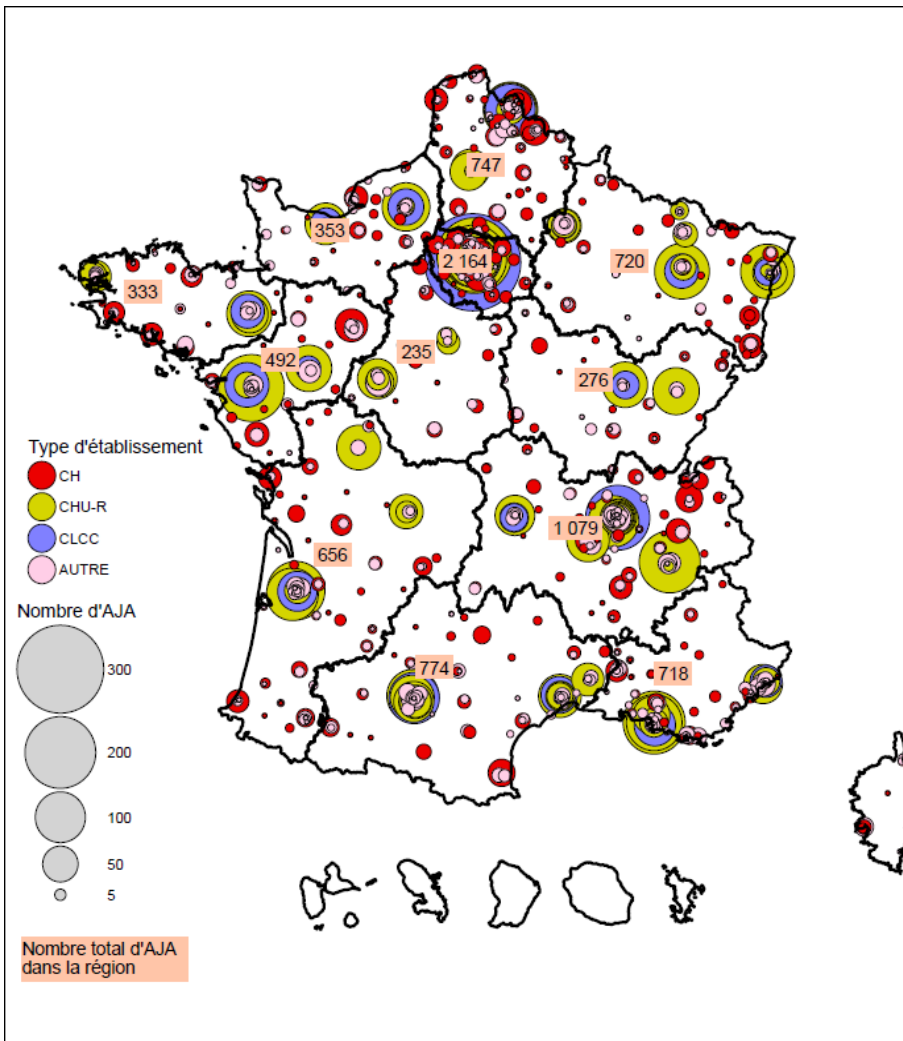 747
353
2 164
720
333
492
235
276
1 079
656
774
718
Type d'établissement
CH
CHU-R
CLCC
AUTRE
Nombre d'AJA
300
200
100
50
5
Nombre total d'AJA
dans la région